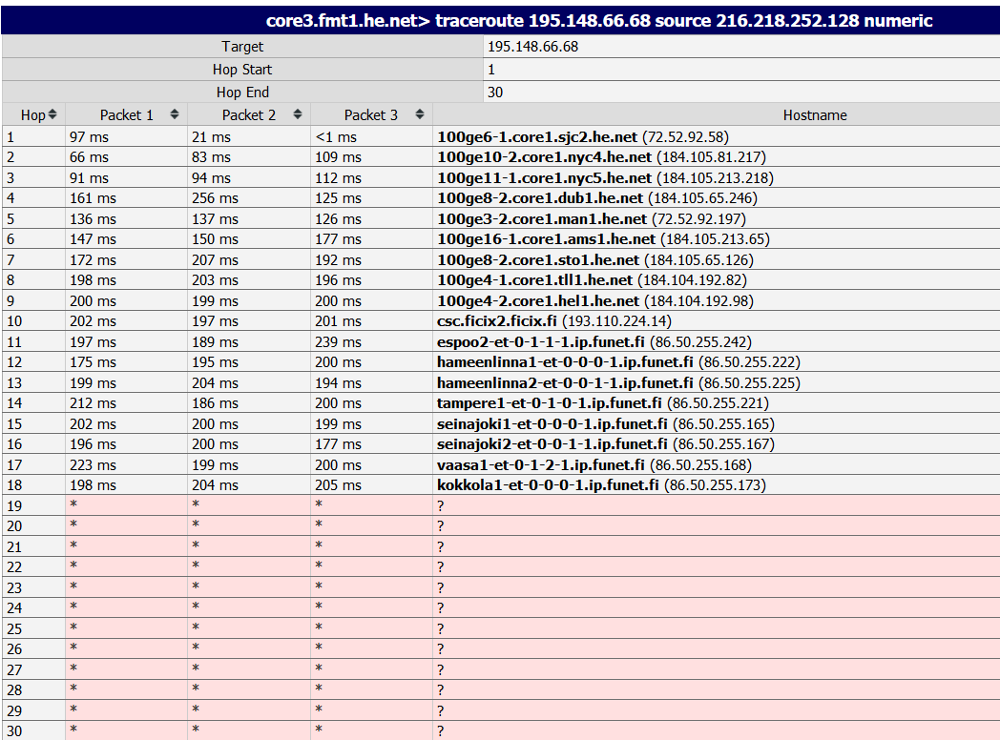 core3.fmt1.he.net> traceroute 195.148.66.68 source 216.218.252.128 numeric
Target 195.148.66.68
Hop Start 1
Hop End 30
Hop Packet 1 Packet 2 Packet 3 Hostname
1 97 ms 21 ms <1 ms 100ge6-1.core1.sjc2.he.net (72.52.92.58)
2 66 ms 83 ms 109 ms 100ge10-2.core1.nyc4.he.net (184.105.81.217)
3 91 ms 94 ms 112 ms 100ge11-1.core1.nyc5.he.net (184.105.213.218)
4 161 ms 256 ms 125 ms 100ge8-2.core1.dub1.he.net (184.105.65.246)
5 136 ms 137 ms 126 ms 100ge3-2.core1.man1.he.net (72.52.92.197)
6 147 ms 150 ms 177 ms 100ge16-1.core1.ams1.he.net (184.105.213.65)
7 172 ms 207 ms 192 ms 100ge8-2.core1.sto1.he.net (184.105.65.126)
8 198 ms 203 ms 196 ms 100ge4-1.core1.tll1.he.net (184.104.192.82)
9 200 ms 199 ms 200 ms 100ge4-2.core1.hel1.he.net (184.104.192.98)
10 202 ms 197 ms 201 ms csc.ficix2.ficix.fi (193.110.224.14)
11 197 ms 189 ms 239 ms espoo2-et-0-1-1-1.ip.funet.fi (86.50.255.242)
12 175 ms 195 ms 200 ms hameenlinna1-et-0-0-0-1.ip.funet.fi (86.50.255.222)
13 199 ms 204 ms 194 ms hameenlinna2-et-0-0-1-1.ip.funet.fi (86.50.255.225)
14 212 ms 186 ms 200 ms tampere1-et-0-1-0-1.ip.funet.fi (86.50.255.221)
15 202 ms 200 ms 199 ms seinajoki1-et-0-0-0-1.ip.funet.fi (86.50.255.165)
16 196 ms 200 ms 177 ms seinajoki2-et-0-0-1-1.ip.funet.fi (86.50.255.167)
17 223 ms 199 ms 200 ms vaasa1-et-0-1-2-1.ip.funet.fi (86.50.255.168)
18 198 ms 204 ms 205 ms kokkola1-et-0-0-0-1.ip.funet.fi (86.50.255.173)
19 * * * ?
20 * * * ?
21 * * * ?
22 * * * ?
23 * * * ?
24 * * * ?
25 * * * ?
26 * * * ?
27 * * * ?
28 * * * ?
29 * * * ?
30 * * * ?